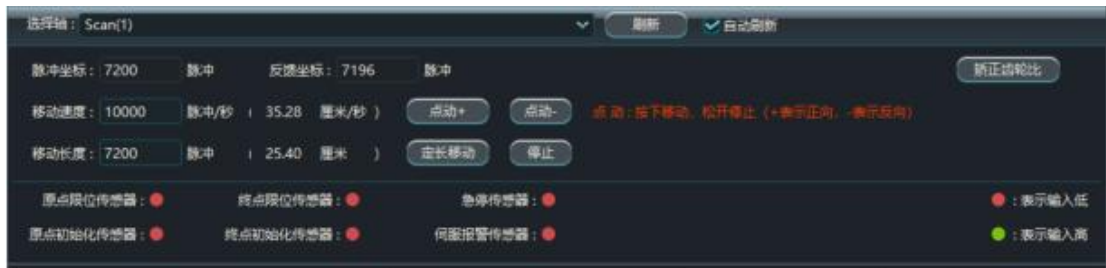 选择轴： Scan(1) 刷新 自动刷新
脉冲坐标： 7200 脉冲 反馈坐标： 7196 脉冲 矫正齿轮比
移动速度： 10000 脉冲/秒 （ 35.28 厘米/秒 ） 点动+ 点动- 点 动：按下移动，松开停止（+表示正向，-表示反向）
移动长度： 7200 脉冲 （ 25.40 厘米 ） 定长移动 停止
原点限位传感器： 终点限位传感器： 急停传感器： ：表示输入低
原点初始化传感器： 终点初始化传感器： 伺服报警传感器： ：表示输入高